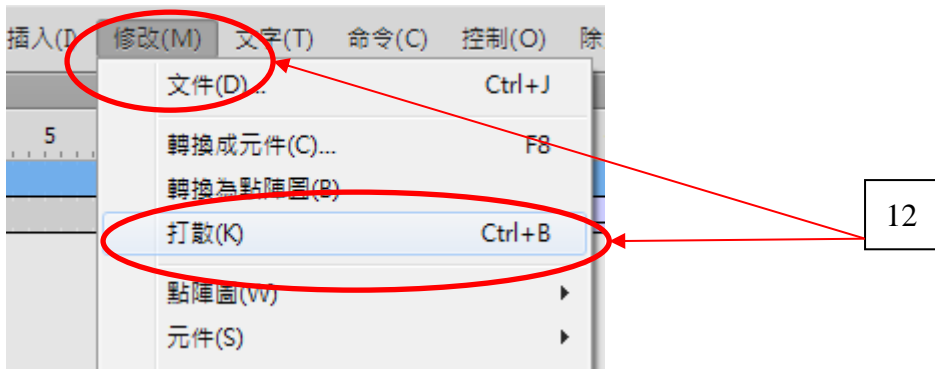 插入(I 修改(M) 文字(T) 命令(C) 控制(O) 除
文件(D)... Ctrl+J
5
轉換成元件(C)... F8
轉換為點陣圖(B)
打散(K) Ctrl+B
12
點陣圖(W)
元件(S)